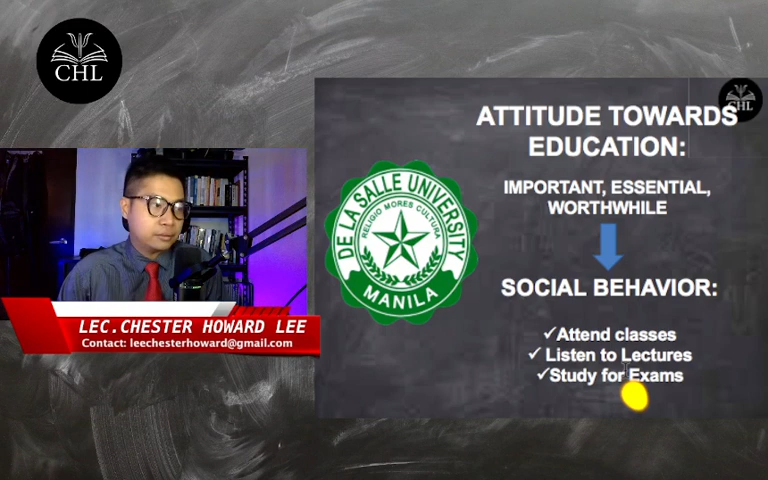 CHL
CHL
ATTITUDE TOWARDS
EDUCATION:
IMPORTANT, ESSENTIAL,
WORTHWHILE
DE LA SALLE UNIVERSITY
RELIGIO MORES CULTURA
MANILA
SOCIAL BEHAVIOR:
✓Attend classes
✓ Listen to Lectures
✓Study for Exams
LEC.CHESTER HOWARD LEE
Contact: leechesterhoward@gmail.com